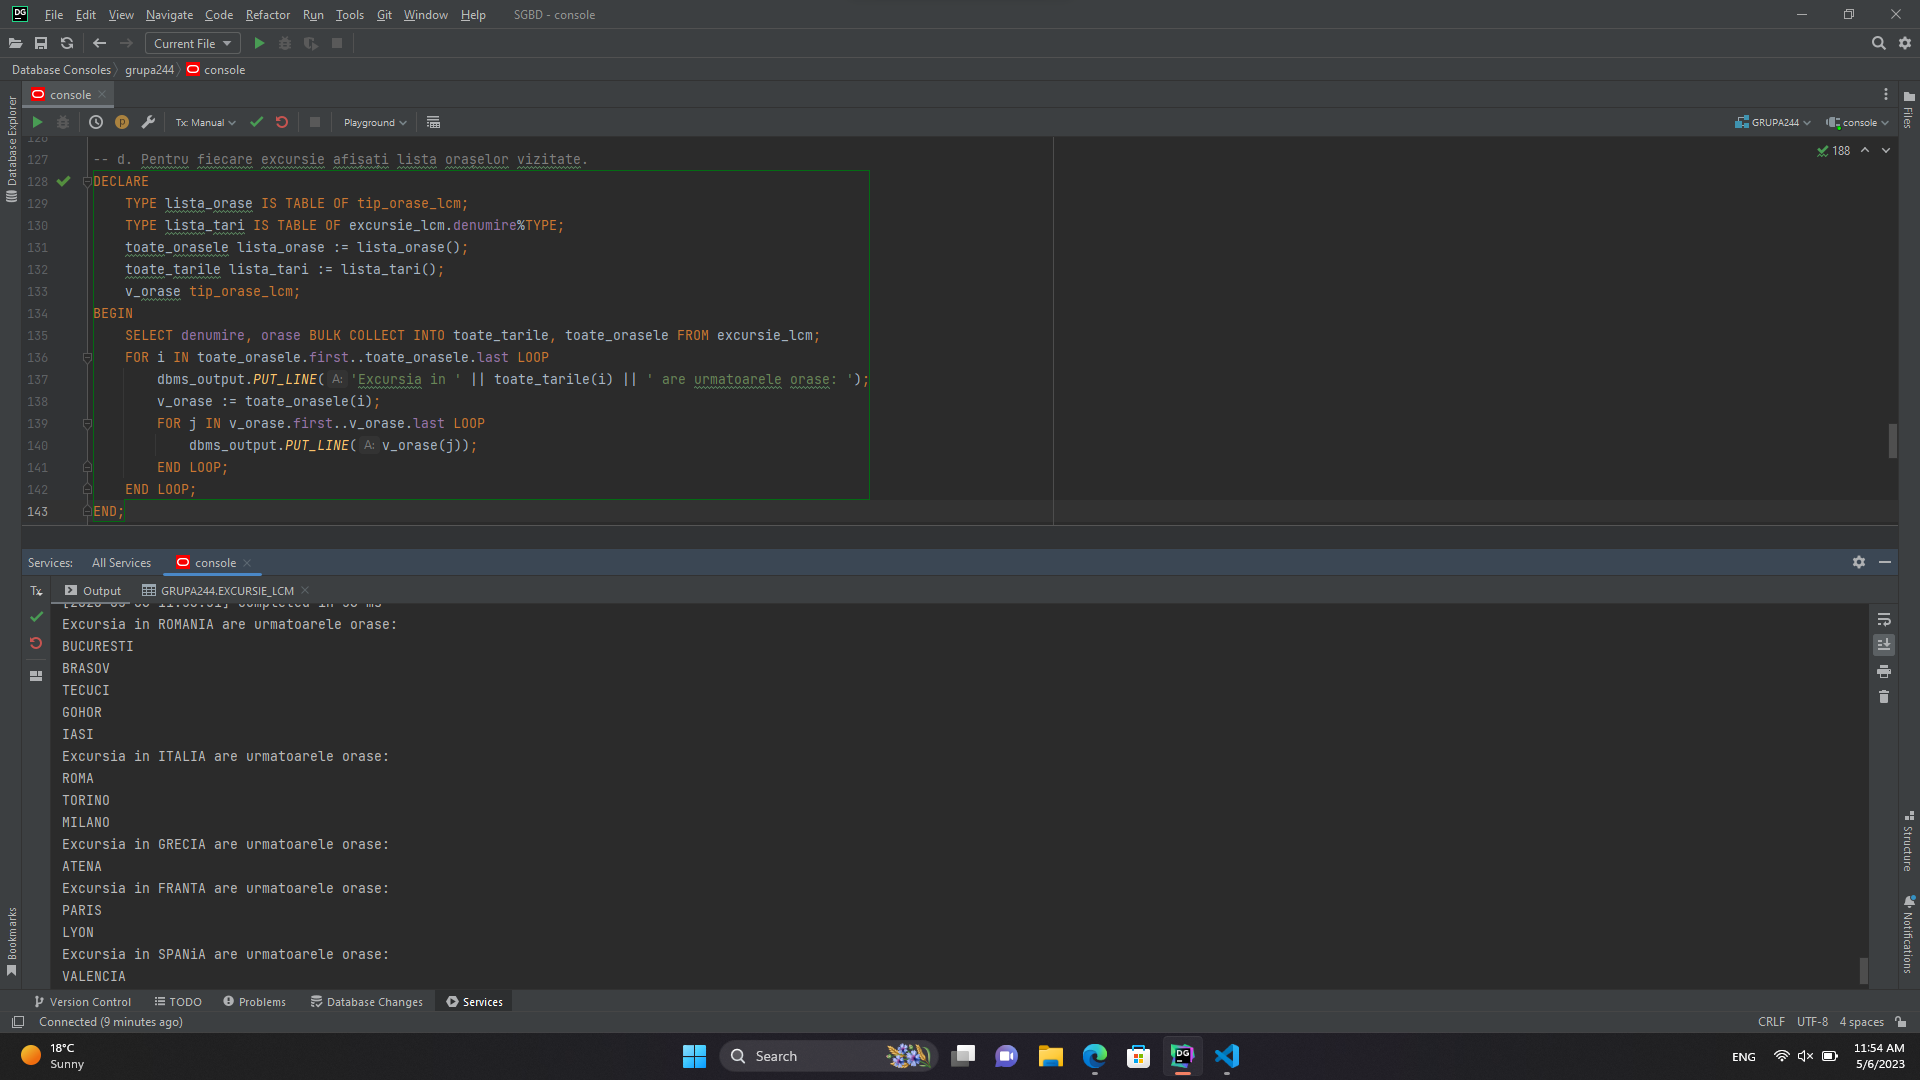 File Edit View Navigate Code Refactor Run Tools Git Window Help SGBD - console
Current File
Database Consoles grupa244 console
console
Tx: Manual Playground GRUPA244 console
Database Explorer
Files
188
126
127 -- d. Pentru fiecare excursie afișați lista orașelor vizitate.
128 DECLARE
129 TYPE lista_orase IS TABLE OF tip_orase_lcm;
130 TYPE lista_tari IS TABLE OF excursie_lcm.denumire%TYPE;
131 toate_orasele lista_orase := lista_orase();
132 toate_tarile lista_tari := lista_tari();
133 v_orase tip_orase_lcm;
134 BEGIN
135 SELECT denumire, orase BULK COLLECT INTO toate_tarile, toate_orasele FROM excursie_lcm;
136 FOR i IN toate_orasele.first..toate_orasele.last LOOP
137 dbms_output.PUT_LINE( A: 'Excursia in ' || toate_tarile(i) || ' are urmatoarele orase: ');
138 v_orase := toate_orasele(i);
139 FOR j IN v_orase.first..v_orase.last LOOP
140 dbms_output.PUT_LINE( A: v_orase(j));
141 END LOOP;
142 END LOOP;
143 END;
Services: All Services console
Tx Output GRUPA244.EXCURSIE_LCM
Excursia in ROMANIA are urmatoarele orase:
BUCURESTI
BRASOV
TECUCI
GOHOR
IASI
Excursia in ITALIA are urmatoarele orase:
ROMA
TORINO
MILANO
Excursia in GRECIA are urmatoarele orase:
ATENA
Excursia in FRANTA are urmatoarele orase:
PARIS
LYON
Excursia in SPANiA are urmatoarele orase:
VALENCIA
Structure
Bookmarks
Notifications
Version Control TODO Problems Database Changes Services
Connected (9 minutes ago) CRLF UTF-8 4 spaces
18°C
Sunny
Search
ENG
11:54 AM
5/6/2023